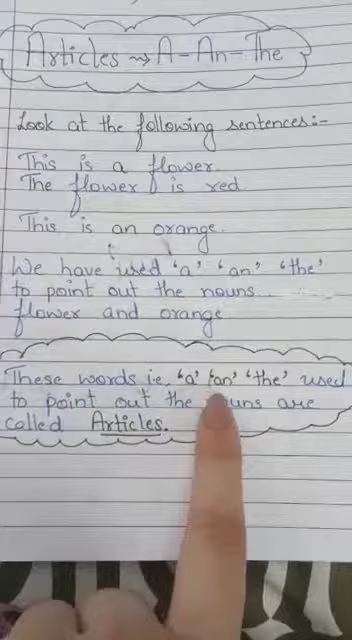 Articles → A - An - The
Look at the following sentences:-
This is a flower.
The flower is red.
This is an orange.
We have used 'a' 'an' 'the'
to point out the nouns
flower and orange
These words i.e. 'a' 'an' 'the' used
to point out the nouns are
called Articles.